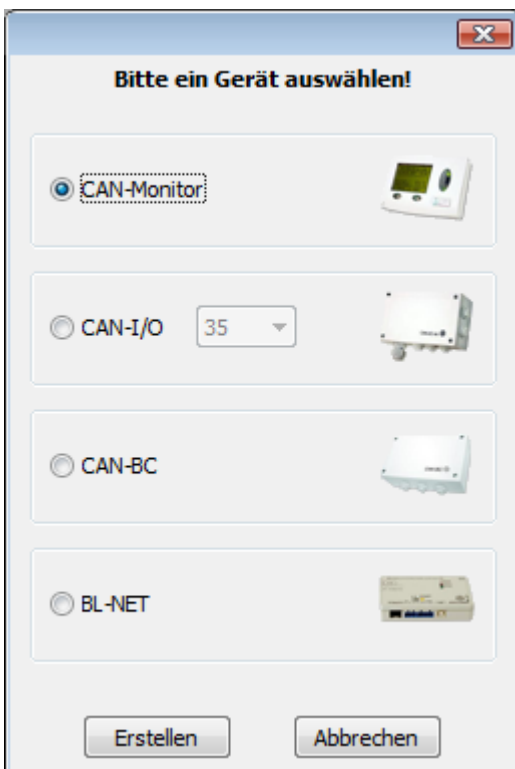 Bitte ein Gerät auswählen!
CAN-Monitor
CAN-I/O 35
CAN-BC
BL-NET
Erstellen Abbrechen